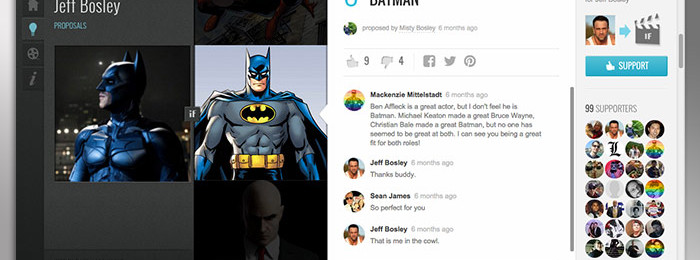 Jeff Bosley
PROPOSALS
iF
BATMAN
proposed by Misty Bosley 6 months ago
9
4
Mackenzie Mittelstadt 6 months ago
Ben Affleck is a great actor, but I don't feel he is
Batman. Michael Keaton made a great Bruce Wayne,
Christian Bale made a great Batman, but no one has
seemed to be great at both. I can see you being a great
fit for both roles!
Jeff Bosley 6 months ago
Thanks buddy.
Sean James 6 months ago
So perfect for you
Jeff Bosley 6 months ago
That is me in the cowl.
for Jeff Bosley
iF
SUPPORT
99 SUPPORTERS